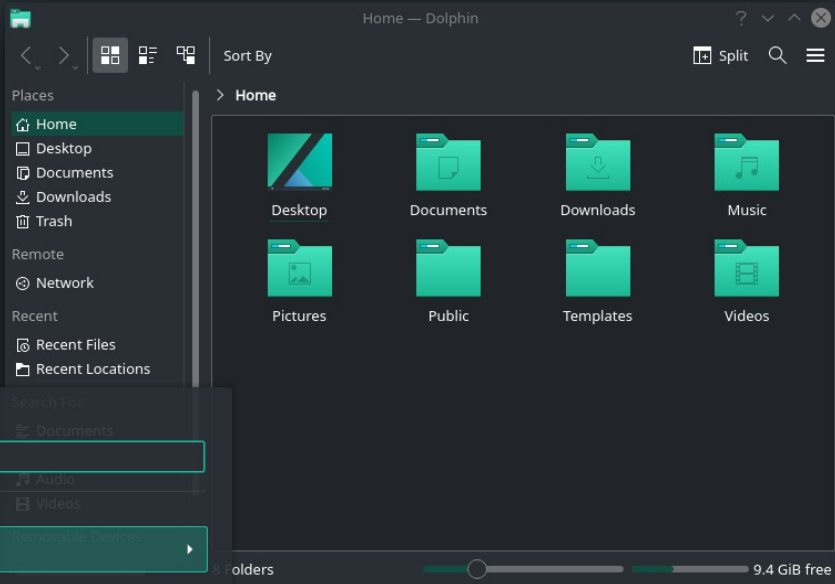 Home — Dolphin
Sort By
Split
Places
Home
Home
Desktop
Documents
Downloads
Trash
Remote
Network
Recent
Recent Files
Recent Locations
Search For
Documents
Audio
Videos
Removable Devices
Desktop
Documents
Downloads
Music
Pictures
Public
Templates
Videos
8 Folders
9.4 GiB free